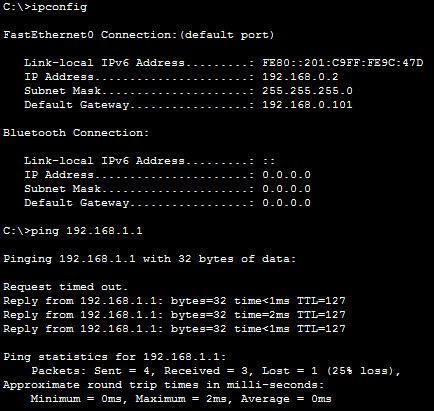 C:\>ipconfig
FastEthernet0 Connection:(default port)
Link-local IPv6 Address.........: FE80::201:C9FF:FE9C:47D
IP Address......................: 192.168.0.2
Subnet Mask.....................: 255.255.255.0
Default Gateway.................: 192.168.0.101
Bluetooth Connection:
Link-local IPv6 Address.........: ::
IP Address......................: 0.0.0.0
Subnet Mask.....................: 0.0.0.0
Default Gateway.................: 0.0.0.0
C:\>ping 192.168.1.1
Pinging 192.168.1.1 with 32 bytes of data:
Request timed out.
Reply from 192.168.1.1: bytes=32 time<1ms TTL=127
Reply from 192.168.1.1: bytes=32 time=2ms TTL=127
Reply from 192.168.1.1: bytes=32 time<1ms TTL=127
Ping statistics for 192.168.1.1:
Packets: Sent = 4, Received = 3, Lost = 1 (25% loss),
Approximate round trip times in milli-seconds:
Minimum = 0ms, Maximum = 2ms, Average = 0ms